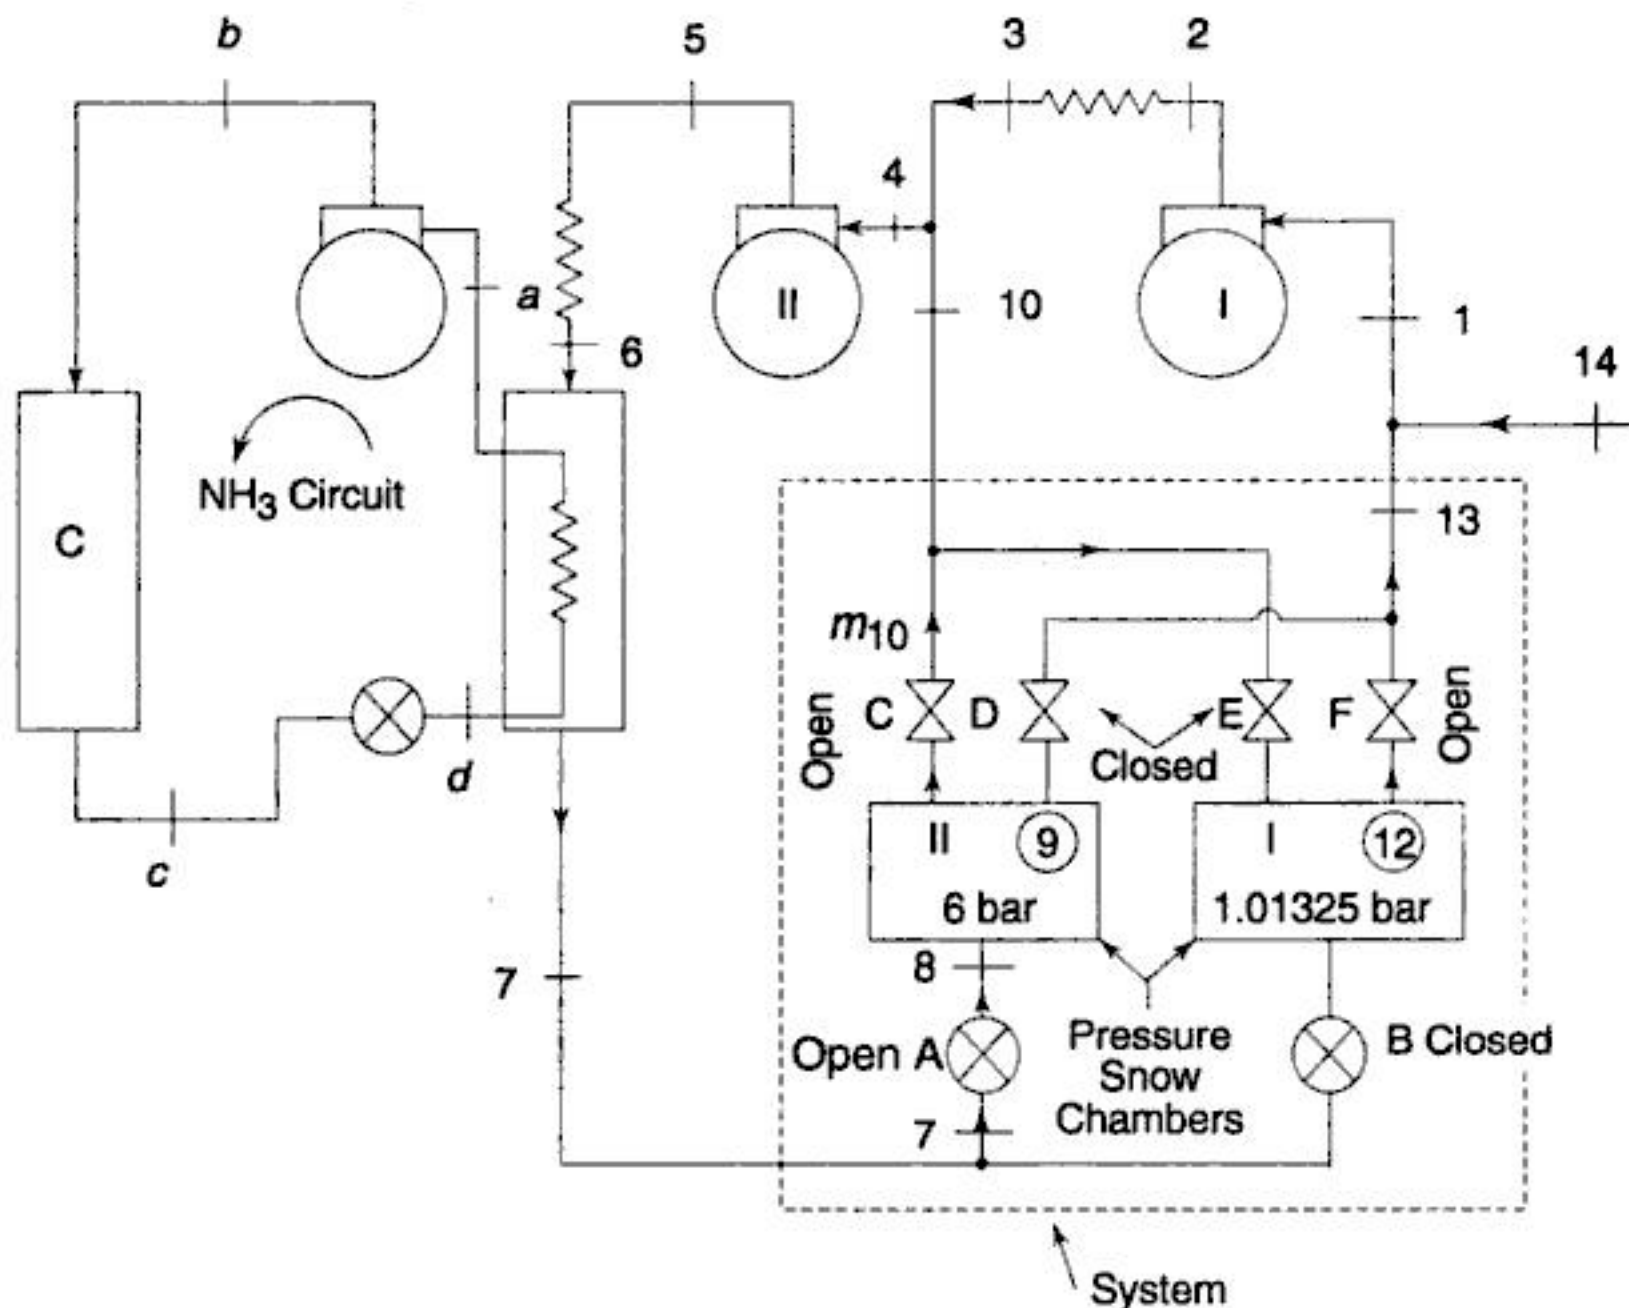 b
5
3
2
4
II
I
a
10
1
6
14
NH3 Circuit
C
13
m10
Open
C
D
E
F
Open
Closed
II
9
I
12
6 bar
1.01325 bar
d
c
8
7
Open A
Pressure
Snow
Chambers
B Closed
7
System